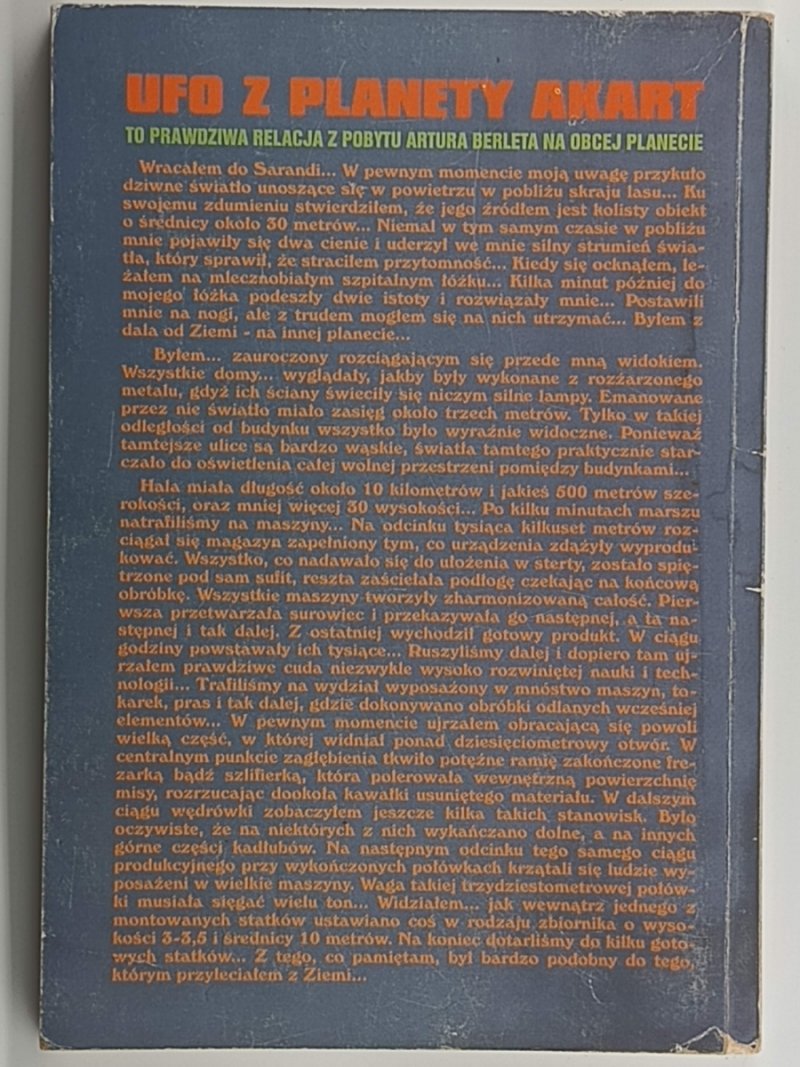 UFO Z PLANETY AKART
TO PRAWDZIWA RELACJA Z POBYTU ARTURA BERLETA NA OBCEJ PLANECIE
Wracałem do Sarandi... W pewnym momencie moją uwagę przykuło
dziwne światło unoszące się w powietrzu w pobliżu skraju lasu... Ku
swojemu zdumieniu stwierdziłem, że jego źródłem jest kolisty obiekt
o średnicy około 30 metrów... Niemal w tym samym czasie w pobliżu
mnie pojawiły się dwa cienie i uderzył we mnie silny strumień świa-
tła, który sprawił, że straciłem przytomność... Kiedy się ocknąłem, le-
żałem na mlecznobiałym szpitalnym łóżku... Kilka minut później do
mojego łóżka podeszły dwie istoty i rozwiązały mnie... Postawili
mnie na nogi, ale z trudem mogłem się na nich utrzymać... Byłem z
dala od Ziemi - na innej planecie...
Byłem... zauroczony rozciągającym się przede mną widokiem.
Wszystkie domy... wyglądały, jakby były wykonane z rozżarzonego
metalu, gdyż ich ściany świeciły się niczym silne lampy. Emanowane
przez nie światło miało zasięg około trzech metrów. Tylko w takiej
odległości od budynku wszystko było wyraźnie widoczne. Ponieważ
tamtejsze ulice są bardzo wąskie, światła tamtego praktycznie star-
czało do oświetlenia całej wolnej przestrzeni pomiędzy budynkami...
Hala miała długość około 10 kilometrów i jakieś 500 metrów sze-
rokości, oraz mniej więcej 30 wysokości... Po kilku minutach marszu
natrafiliśmy na maszyny... Na odcinku tysiąca kilkuset metrów roz-
ciągał się magazyn zapełniony tym, co urządzenia zdążyły wyprodu-
kować. Wszystko, co nadawało się do ułożenia w sterty, zostało spię-
trzone pod sam sufit, reszta zaścielała podłogę czekając na końcową
obróbkę. Wszystkie maszyny tworzyły zharmonizowaną całość. Pier-
wsza przetwarzała surowiec i przekazywała go następnej, a ta na-
stępnej i tak dalej. Z ostatniej wychodził gotowy produkt. W ciągu
godziny powstawały ich tysiące... Ruszyliśmy dalej i dopiero tam uj-
rzałem prawdziwe cuda niezwykle wysoko rozwiniętej nauki i tech-
nologii... Trafiliśmy na wydział wyposażony w mnóstwo maszyn, to-
karek, pras i tak dalej, gdzie dokonywano obróbki odlanych wcześniej
elementów... W pewnym momencie ujrzałem obracającą się powoli
wielką część, w której widniał ponad dziesięciometrowy otwór. W
centralnym punkcie zagłębienia tkwiło potężne ramię zakończone fre-
zarką bądź szlifierką, która polerowała wewnętrzną powierzchnię
misy, rozrzucając dookoła kawałki usuniętego materiału. W dalszym
ciągu wędrówki zobaczyłem jeszcze kilka takich stanowisk. Było
oczywiste, że na niektórych z nich wykańczano dolne, a na innych
górne części kadłubów. Na następnym odcinku tego samego ciągu
produkcyjnego przy wykończonych połówkach krzątali się ludzie wy-
posażeni w wielkie maszyny. Waga takiej trzydziestometrowej połów-
ki musiała sięgać wielu ton... Widziałem... jak wewnątrz jednego z
montowanych statków ustawiano coś w rodzaju zbiornika o wyso-
kości 3-3,5 i średnicy 10 metrów. Na koniec dotarliśmy do kilku goto-
wych statków... Z tego, co pamiętam, był bardzo podobny do tego,
którym przyleciałem z Ziemi...